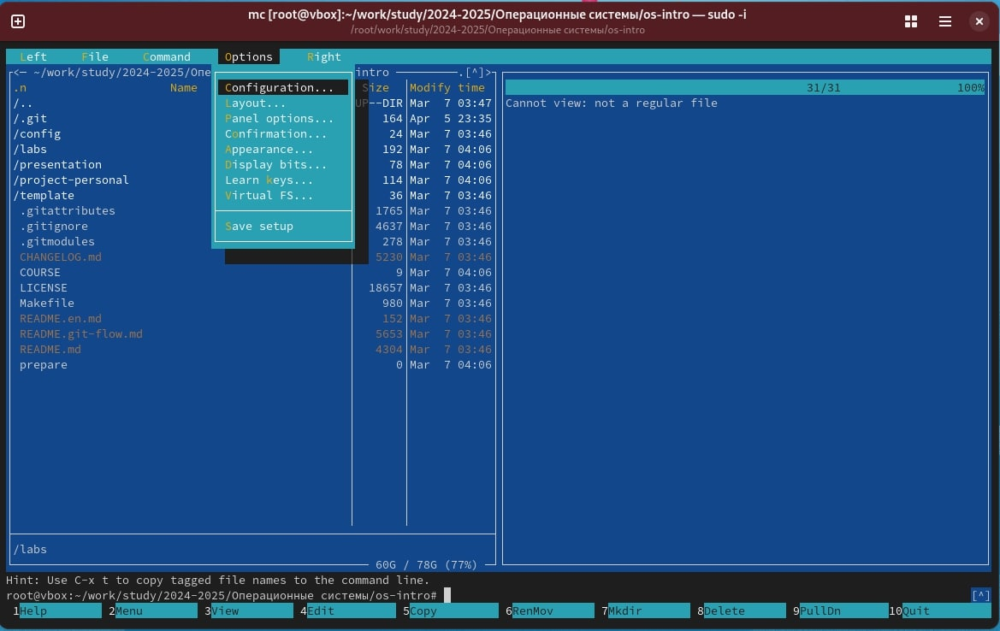 mc [root@vbox]:~/work/study/2024-2025/Операционные системы/os-intro — sudo -i
/root/work/study/2024-2025/Операционные системы/os-intro
Left File Command Options Right
<— ~/work/study/2024-2025/Опе intro .[^]>
.n Name Size Modify time
/.. UP--DIR Mar 7 03:47
/.git 164 Apr 5 23:35
/config 24 Mar 7 03:46
/labs 192 Mar 7 04:06
/presentation 78 Mar 7 04:06
/project-personal 114 Mar 7 04:06
/template 36 Mar 7 03:46
.gitattributes 1765 Mar 7 03:46
.gitignore 4637 Mar 7 03:46
.gitmodules 278 Mar 7 03:46
CHANGELOG.md 5230 Mar 7 03:46
COURSE 9 Mar 7 04:06
LICENSE 18657 Mar 7 03:46
Makefile 980 Mar 7 03:46
README.en.md 152 Mar 7 03:46
README.git-flow.md 5653 Mar 7 03:46
README.md 4304 Mar 7 03:46
prepare 0 Mar 7 04:06
/labs
60G / 78G (77%)
Configuration...
Layout...
Panel options...
Confirmation...
Appearance...
Display bits...
Learn keys...
Virtual FS...
Save setup
31/31 100%
Cannot view: not a regular file
Hint: Use C-x t to copy tagged file names to the command line.
root@vbox:~/work/study/2024-2025/Операционные системы/os-intro# [^]
1Help 2Menu 3View 4Edit 5Copy 6RenMov 7Mkdir 8Delete 9PullDn 10Quit